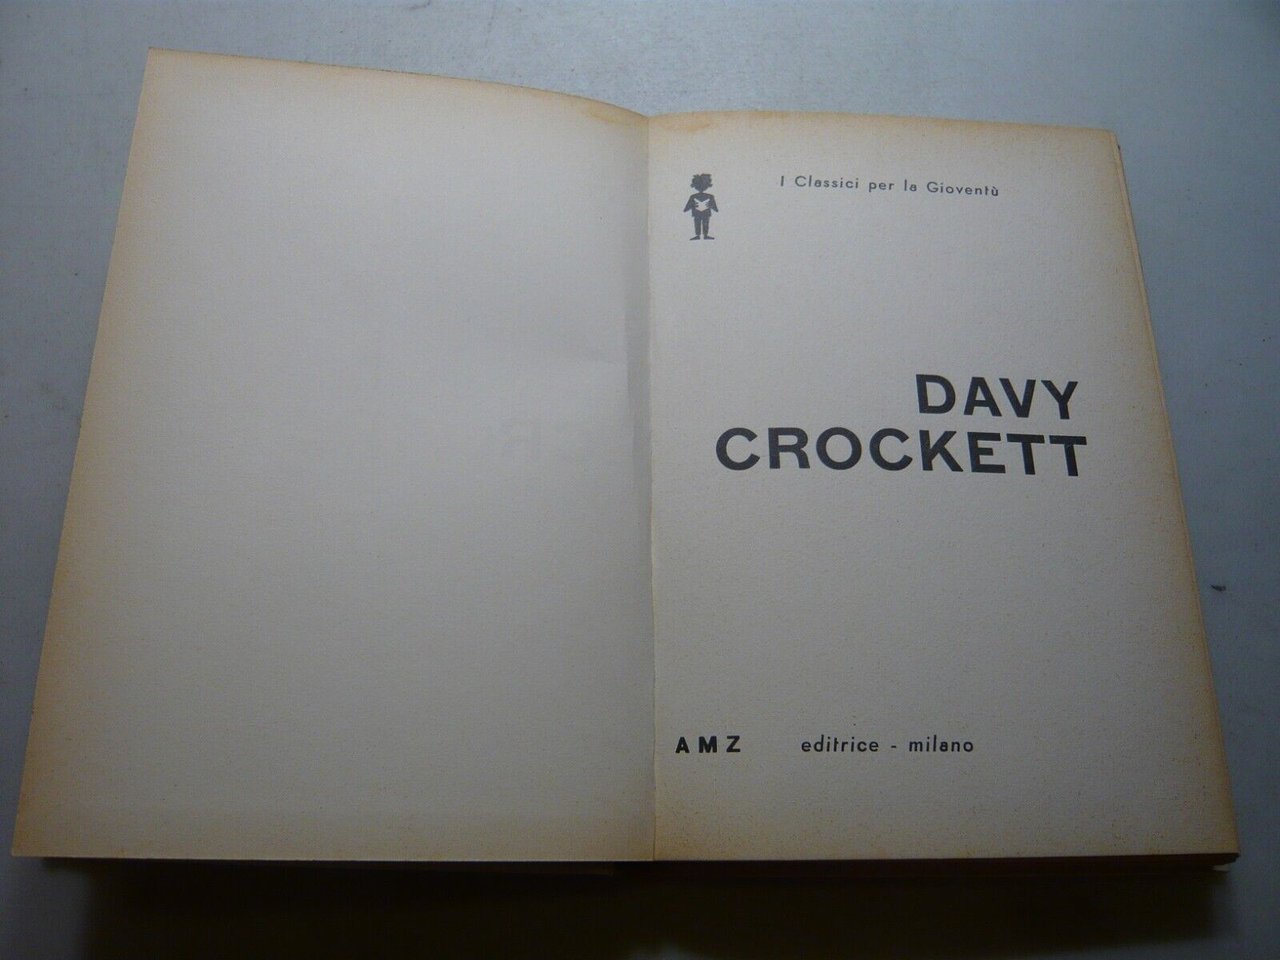 I Classici per la Gioventù
DAVY
CROCKETT
AMZ editrice - milano